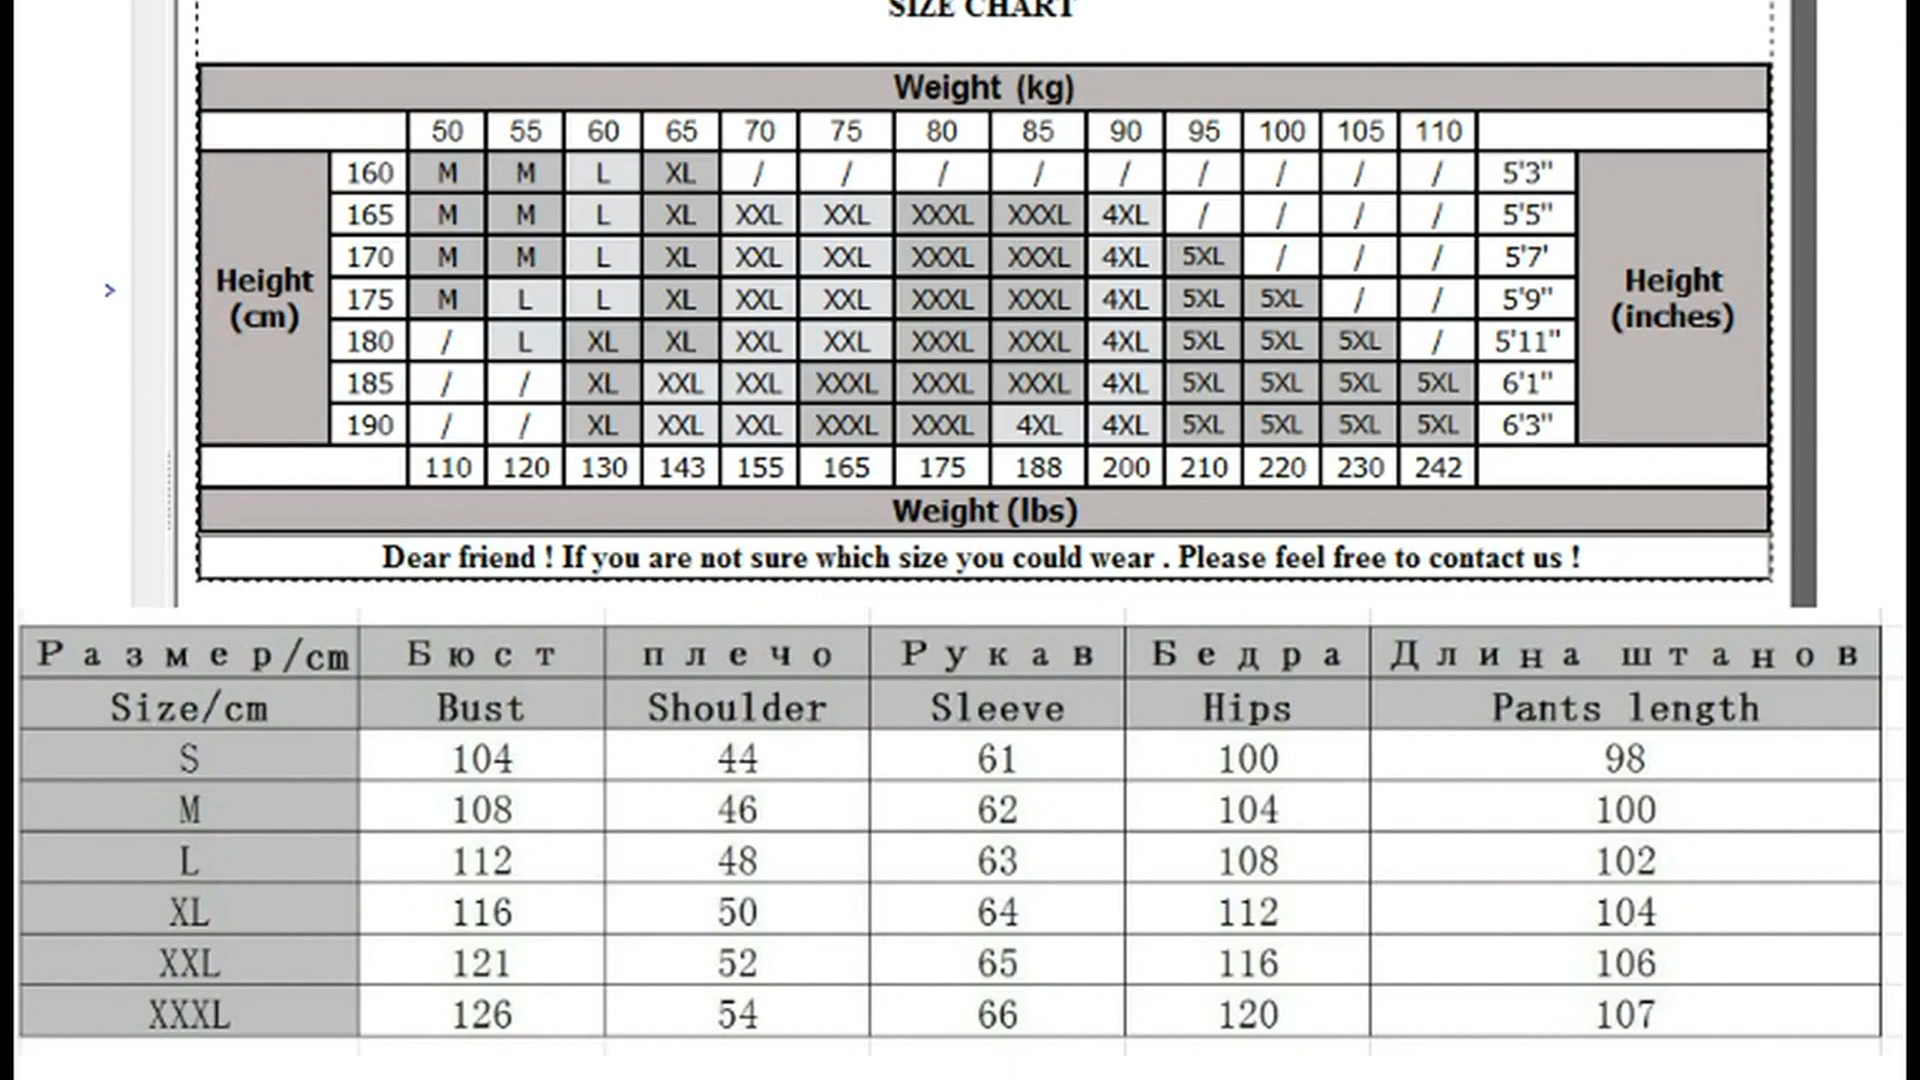 SIZE CHART
Weight (kg)
50 55 60 65 70 75 80 85 90 95 100 105 110
160 M M L XL / / / / / / / / / 5'3"
165 M M L XL XXL XXL XXXL XXXL 4XL / / / / 5'5"
170 M M L XL XXL XXL XXXL XXXL 4XL 5XL / / / 5'7'
Height (cm)
175 M L L XL XXL XXL XXXL XXXL 4XL 5XL 5XL / / 5'9"
Height (inches)
180 / L XL XL XXL XXL XXXL XXXL 4XL 5XL 5XL 5XL / 5'11"
185 / / XL XXL XXL XXXL XXXL XXXL 4XL 5XL 5XL 5XL 5XL 6'1"
190 / / XL XXL XXL XXXL XXXL 4XL 4XL 5XL 5XL 5XL 5XL 6'3"
110 120 130 143 155 165 175 188 200 210 220 230 242
Weight (lbs)
Dear friend ! If you are not sure which size you could wear . Please feel free to contact us !
Размер/cm Бюст плечо Рукав Бедра Длина штанов
Size/cm Bust Shoulder Sleeve Hips Pants length
S 104 44 61 100 98
M 108 46 62 104 100
L 112 48 63 108 102
XL 116 50 64 112 104
XXL 121 52 65 116 106
XXXL 126 54 66 120 107